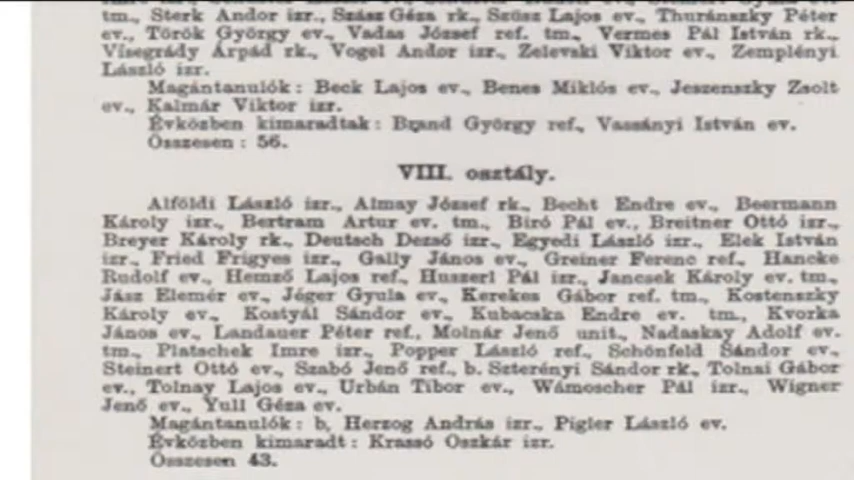 tm., Sterk Andor izr., Szász Géza rk., Szűsz Lajos ev., Thuránszky Péter
ev., Török György ev., Vadas József ref. tm., Vermes Pál István rk.,
Visegrády Árpád rk., Vogel Andor izr., Zelevski Viktor ev., Zemplényi
László izr.
Magántanulók: Beck Lajos ev., Benes Miklós ev., Jeszenszky Zsolt
ev., Kalmár Viktor izr.
Évközben kimaradtak: Brand György ref., Vassányi István ev.
Összesen: 56.
VIII. osztály.
Alföldi László izr., Almay József rk., Becht Endre ev., Beermann
Károly izr., Bertram Artur ev. tm., Biró Pál ev., Breitner Ottó izr.,
Breyer Károly rk., Deutsch Dezső izr., Egyedi László izr., Elek István
izr., Fried Frigyes izr., Gally János ev., Greiner Ferenc ref., Hancke
Rudolf ev., Hemző Lajos ref., Huszerl Pál izr., Jancsek Károly ev. tm.,
Jász Elemér ev., Jéger Gyula ev., Kerekes Gábor ref. tm., Kostenszky
Károly ev., Kostyál Sándor ev., Kubacska Endre ev. tm., Kvorka
János ev., Landauer Péter ref., Molnár Jenő unit., Nadaskay Adolf ev.
tm., Platschek Imre izr., Popper László ref., Schönfeld Sándor ev.,
Steinert Ottó ev., Szabó Jenő ref., b. Szterényi Sándor rk., Tolnai Gábor
ev., Tolnay Lajos ev., Urbán Tibor ev., Wámoscher Pál izr., Wigner
Jenő ev., Yull Géza ev.
Magántanulók: b, Herzog András izr., Pigler László ev.
Évközben kimaradt: Krassó Oszkár izr.
Összesen 43.